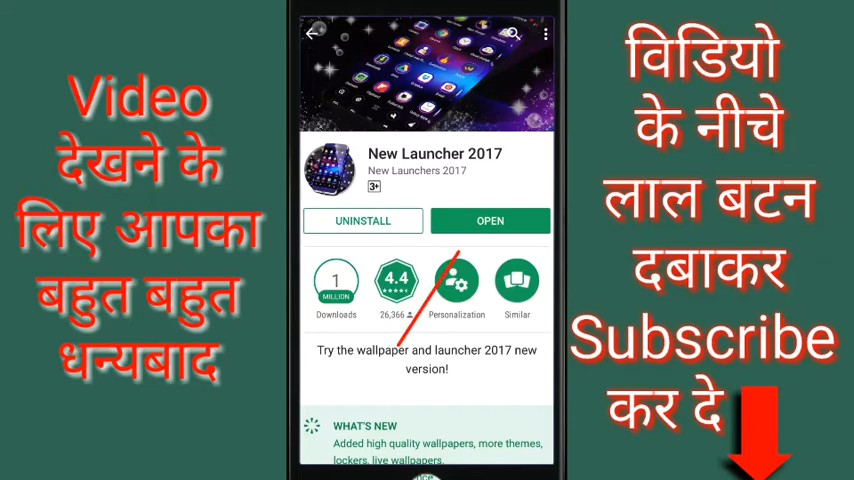 Video
देखने के
लिए आपका
बहुत बहुत
धन्यबाद
New Launcher 2017
New Launchers 2017
3+
UNINSTALL
OPEN
1
MILLION
Downloads
4.4
26,366
Personalization
Similar
Try the wallpaper and launcher 2017 new
version!
WHAT'S NEW
Added high quality wallpapers, more themes,
lockers, live wallpapers.
विडियो
के नीचे
लाल बटन
दबाकर
Subscribe
कर दे